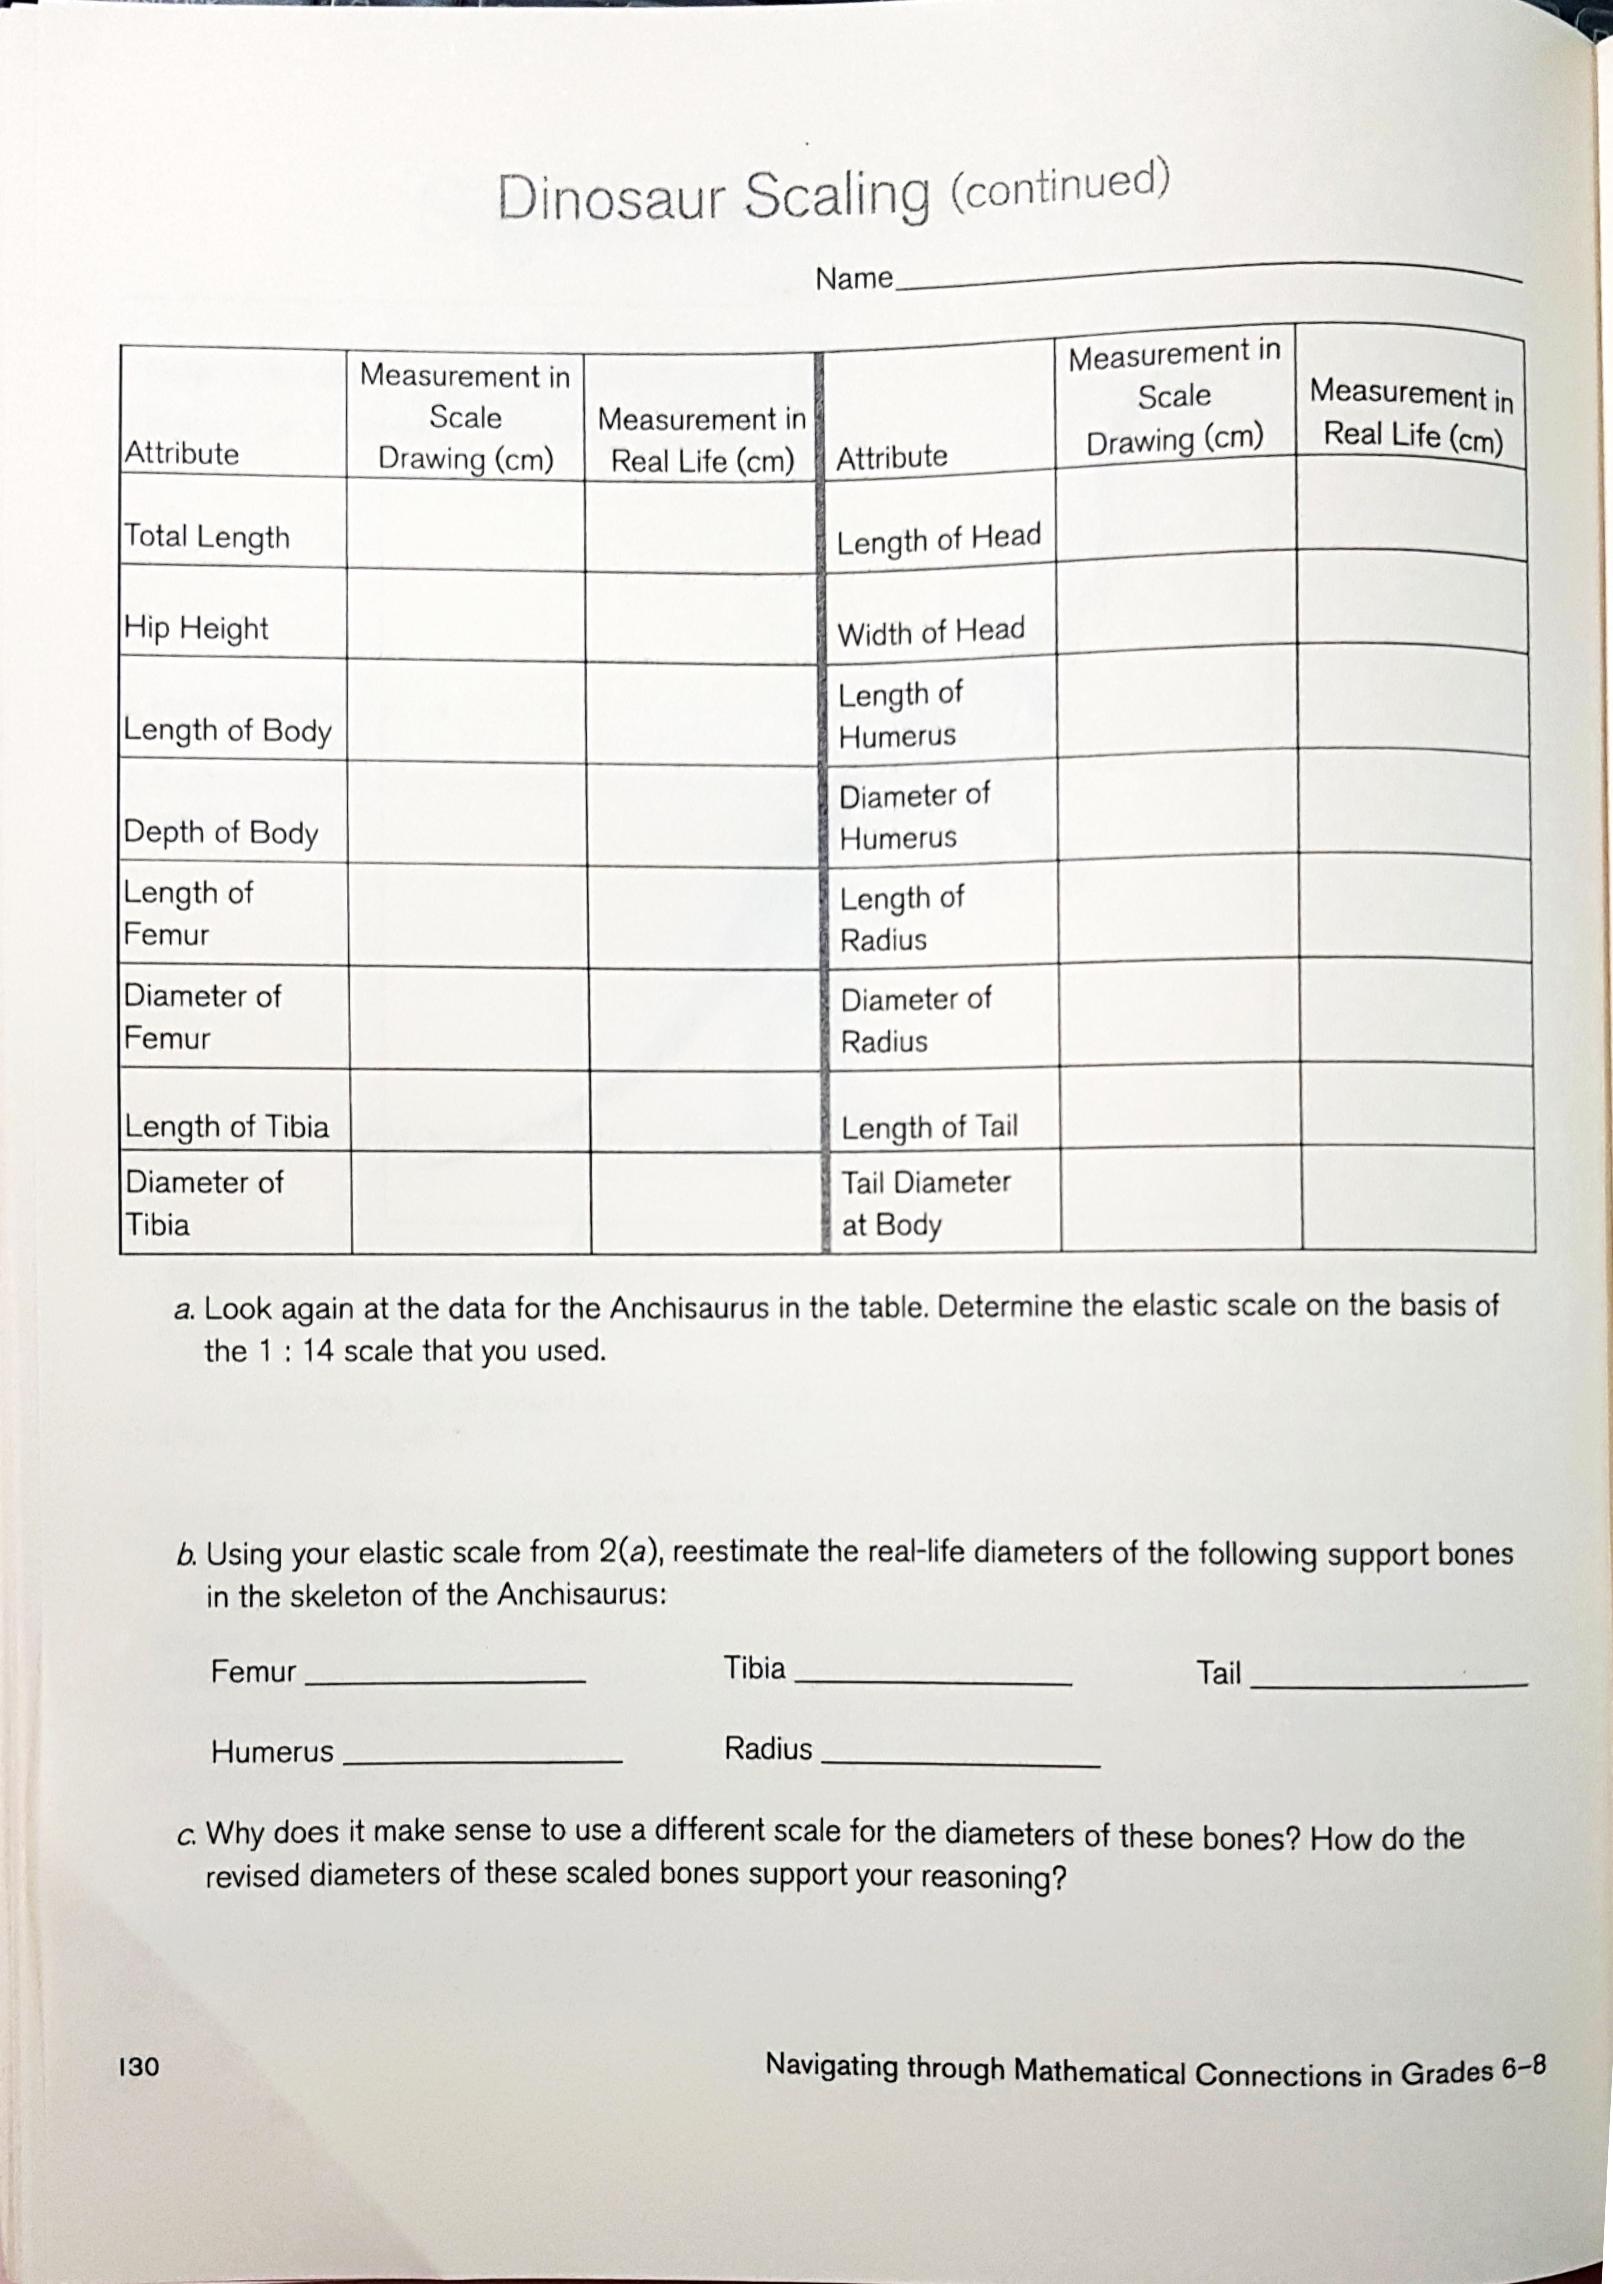 Dinosaur Scaling (continued)
Name
Attribute
Measurement in
Scale
Drawing (cm)
Measurement in
Real Life (cm)
Attribute
Measurement in
Scale
Drawing (cm)
Measurement in
Real Life (cm)
Total Length
Length of Head
Hip Height
Width of Head
Length of Body
Length of
Humerus
Depth of Body
Diameter of
Humerus
Length of
Femur
Length of
Radius
Diameter of
Femur
Diameter of
Radius
Length of Tibia
Length of Tail
Diameter of
Tibia
Tail Diameter
at Body
a. Look again at the data for the Anchisaurus in the table. Determine the elastic scale on the basis of
the 1 : 14 scale that you used.
b. Using your elastic scale from 2(a), reestimate the real-life diameters of the following support bones
in the skeleton of the Anchisaurus:
Femur Tibia Tail
Humerus Radius
c. Why does it make sense to use a different scale for the diameters of these bones? How do the
revised diameters of these scaled bones support your reasoning?
130 Navigating through Mathematical Connections in Grades 6–8